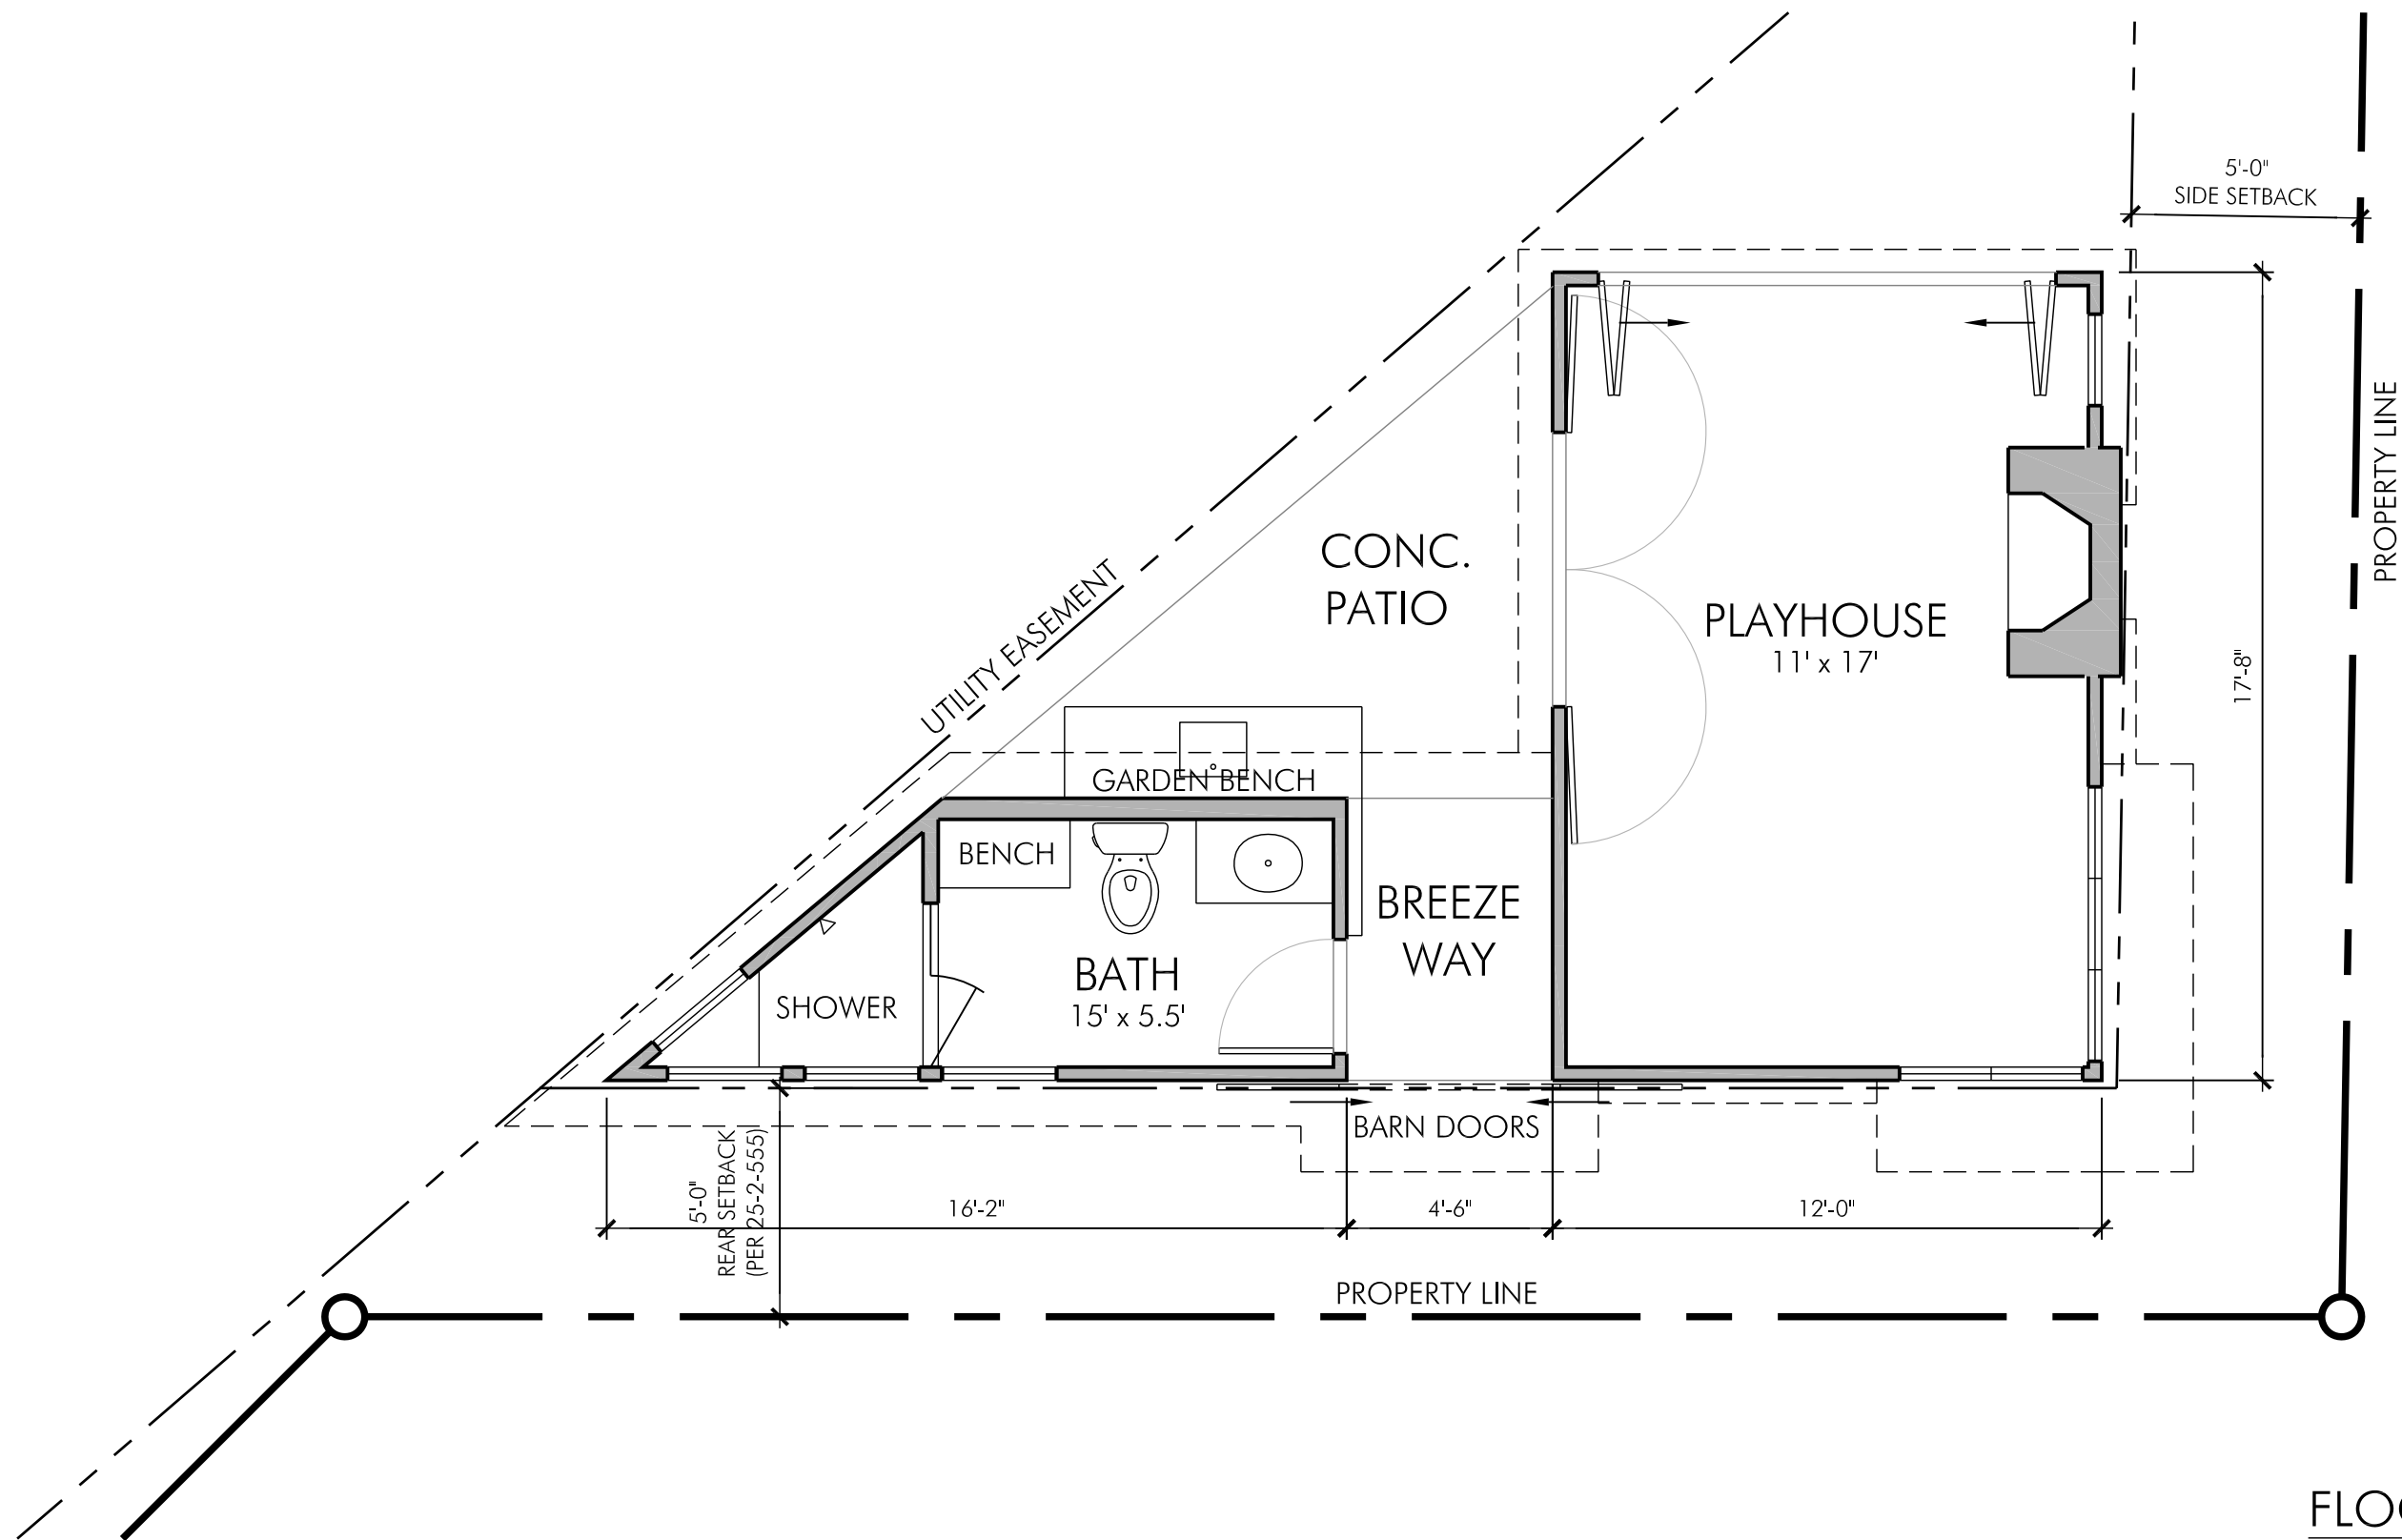 5'-0"
SIDE SETBACK
PROPERTY LINE
UTILITY EASEMENT
CONC.
PATIO
PLAYHOUSE
11' x 17'
17'-8"
GARDEN BENCH
BENCH
BREEZE
WAY
BATH
15' x 5.5'
SHOWER
BARN DOORS
5'-0"
REAR SETBACK
(PER 25-2-555)
16'-2"
4'-6"
12'-0"
PROPERTY LINE